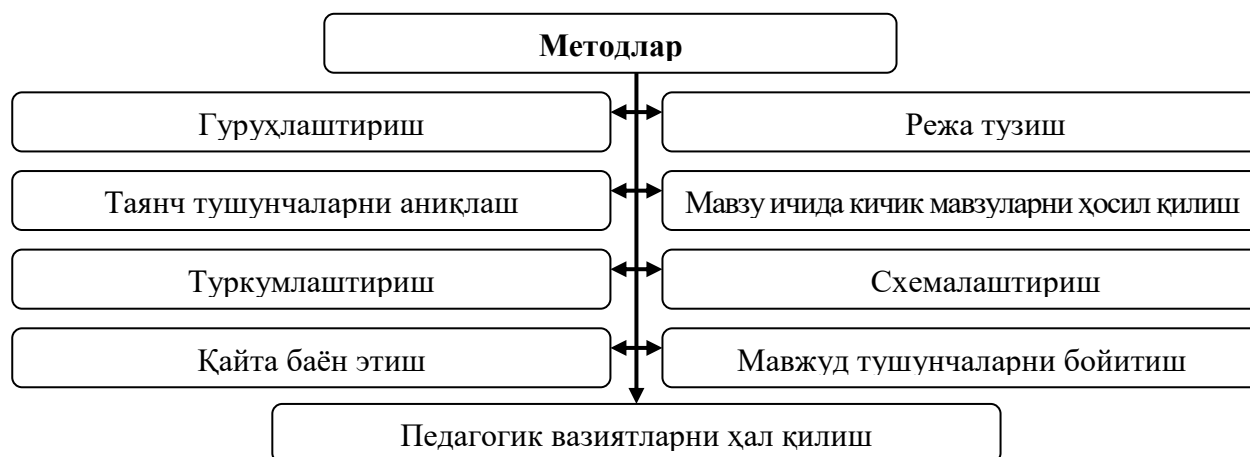 Методлар
Гуруҳлаштириш
Режа тузиш
Таянч тушунчаларни аниқлаш
Мавзу ичида кичик мавзуларни ҳосил қилиш
Туркумлаштириш
Схемалаштириш
Қайта баён этиш
Мавжуд тушунчаларни бойитиш
Педагогик вазиятларни ҳал қилиш